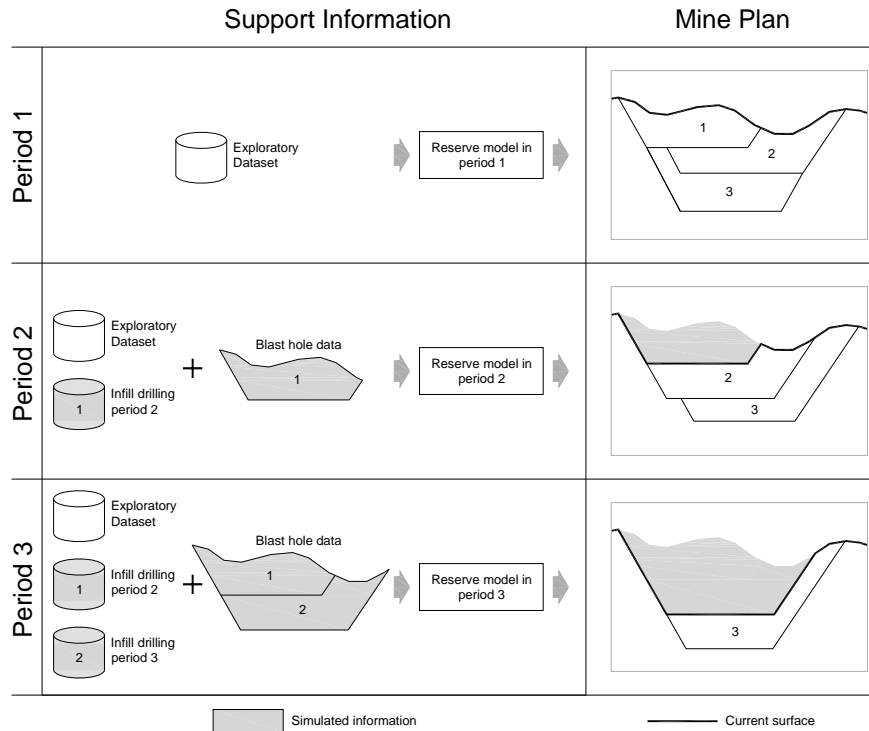 Support Information
Mine Plan
Period 1
Exploratory
Dataset
Reserve model in
period 1
1
2
3
Period 2
Exploratory
Dataset
1
Infill drilling
period 2
+
Blast hole data
1
Reserve model in
period 2
2
3
Period 3
Exploratory
Dataset
1
Infill drilling
period 2
2
Infill drilling
period 3
+
Blast hole data
1
2
Reserve model in
period 3
3
Simulated information
Current surface